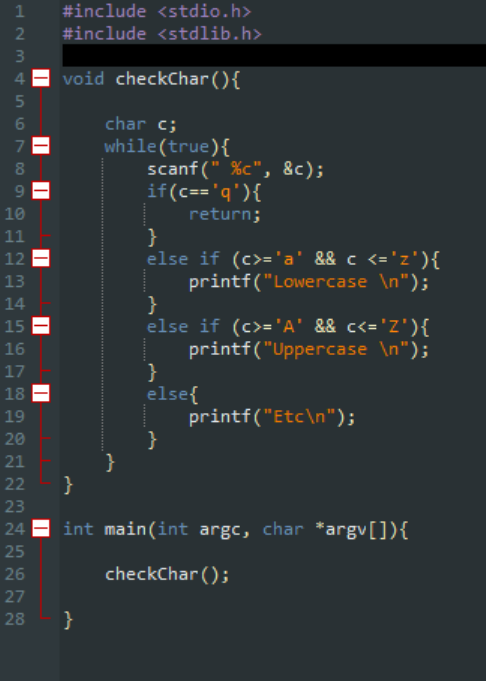 1 #include <stdio.h>
2 #include <stdlib.h>
3
4 void checkChar(){
5
6 char c;
7 while(true){
8 scanf(" %c", &c);
9 if(c=='q'){
10 return;
11 }
12 else if (c>='a' && c <='z'){
13 printf("Lowercase \n");
14 }
15 else if (c>='A' && c<='Z'){
16 printf("Uppercase \n");
17 }
18 else{
19 printf("Etc\n");
20 }
21 }
22 }
23
24 int main(int argc, char *argv[]){
25
26 checkChar();
27
28 }